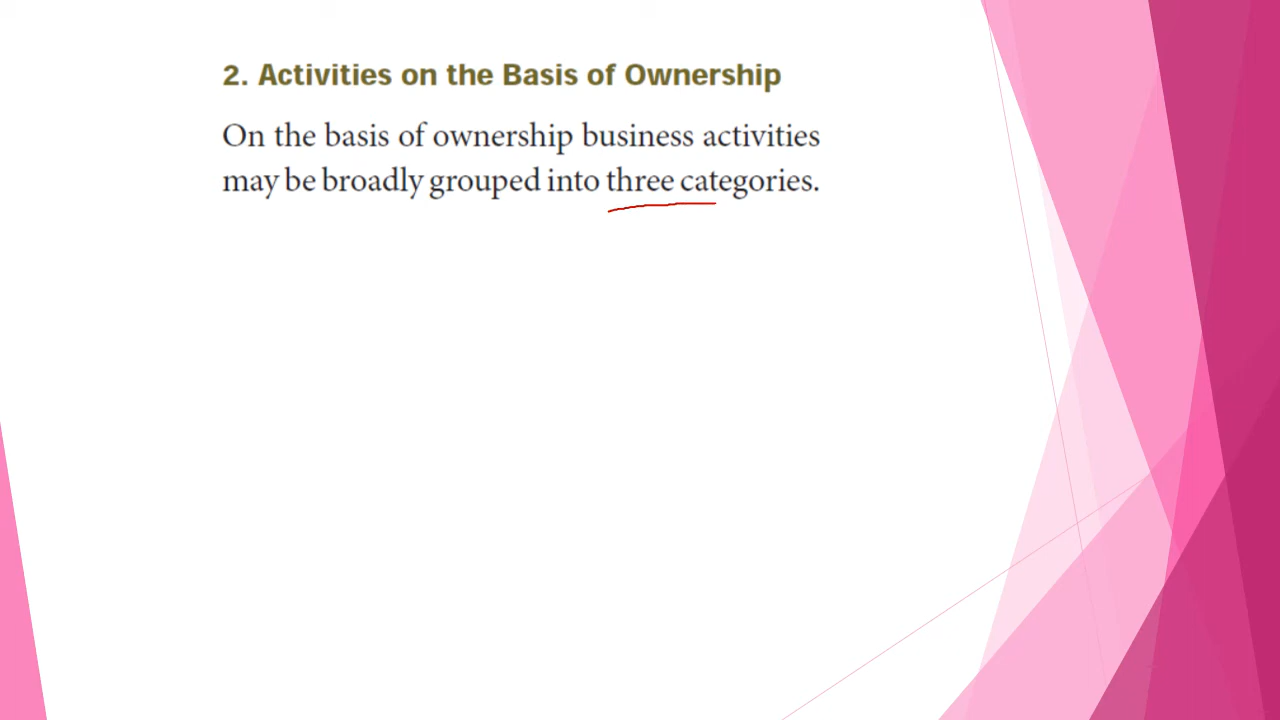 2. Activities on the Basis of Ownership
On the basis of ownership business activities
may be broadly grouped into three categories.